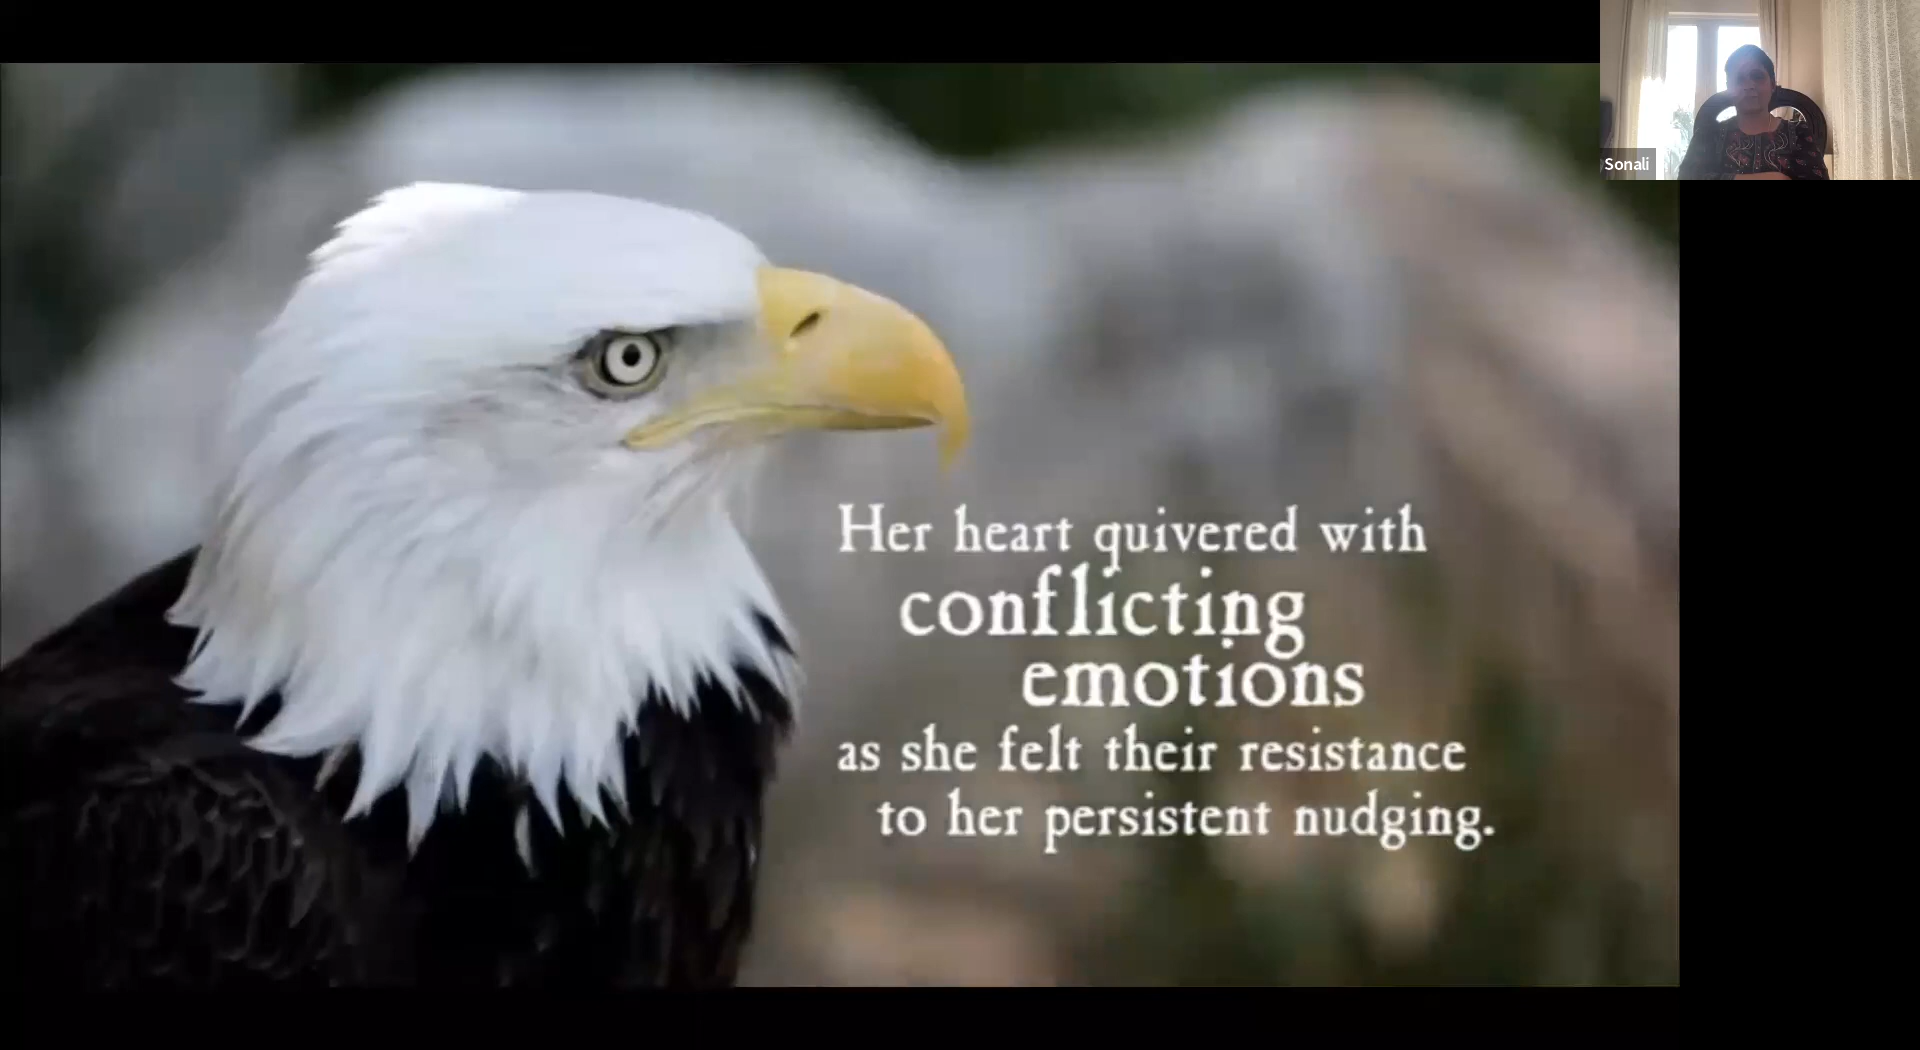 Sonali
Her heart quivered with
conflicting
emotions
as she felt their resistance
to her persistent nudging.